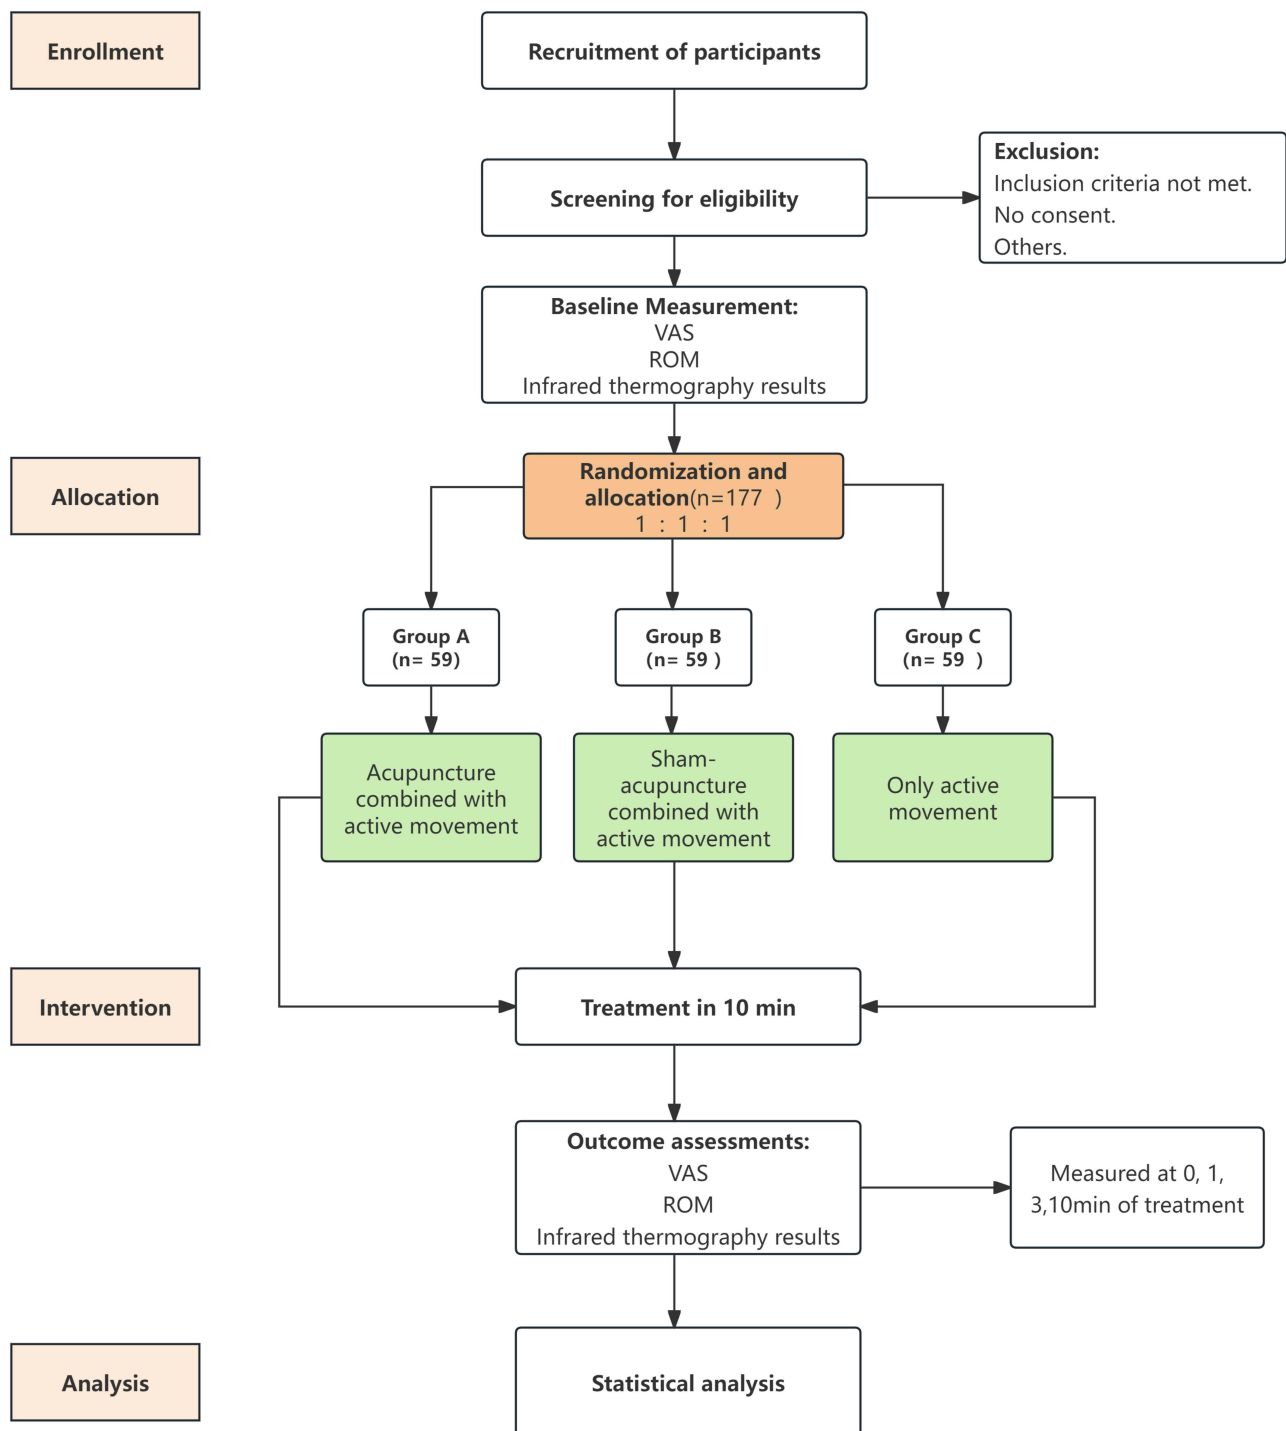 Enrollment
Recruitment of participants
Screening for eligibility
Exclusion:
Inclusion criteria not met.
No consent.
Others.
Baseline Measurement:
VAS
ROM
Infrared thermography results
Allocation
Randomization and
allocation(n=177  )
1 : 1 : 1
Group A
(n= 59)
Group B
(n= 59 )
Group C
(n= 59  )
Acupuncture
combined with
active movement
Sham-
acupuncture
combined with
active movement
Only active
movement
Intervention
Treatment in 10 min
Outcome assessments:
VAS
ROM
Infrared thermography results
Measured at 0, 1,
3,10min of treatment
Analysis
Statistical analysis